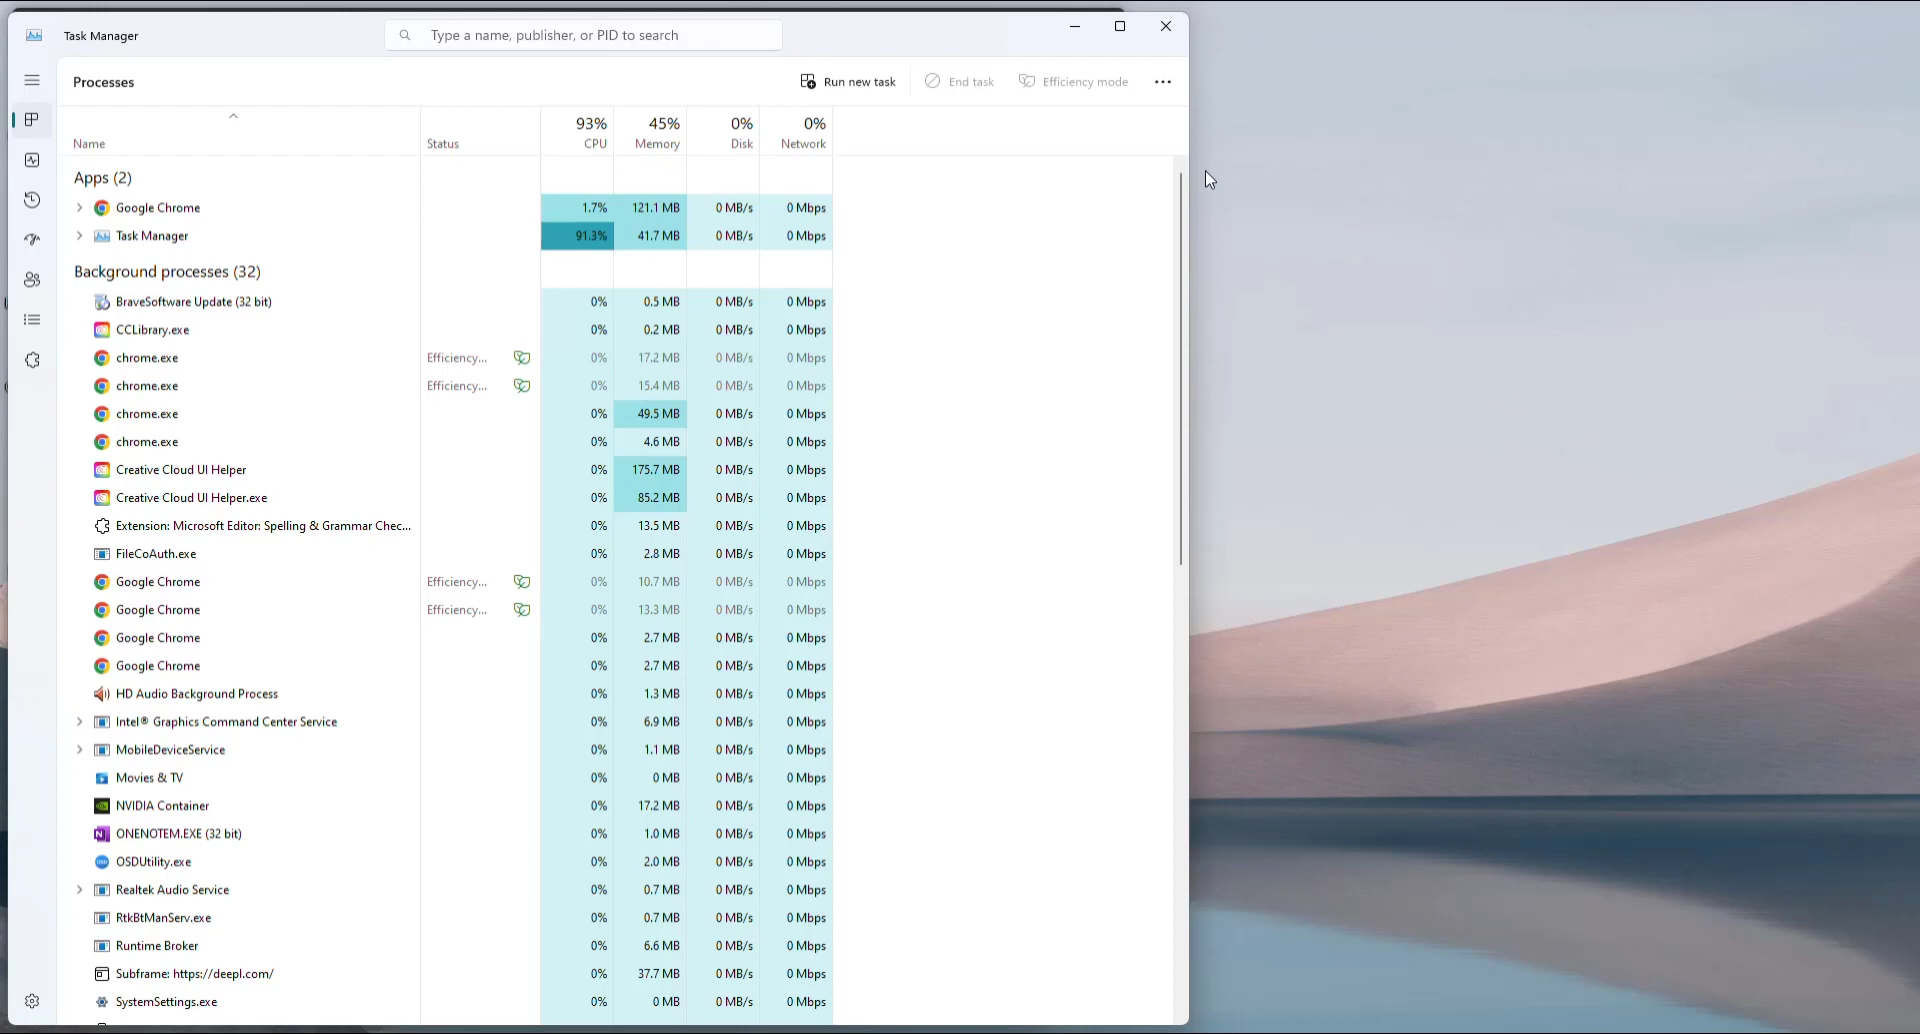 Task Manager
Type a name, publisher, or PID to search
Processes
Run new task
End task
Efficiency mode
93% 45% 0% 0%
Name Status CPU Memory Disk Network
Apps (2)
Google Chrome 1.7% 121.1 MB 0 MB/s 0 Mbps
Task Manager 91.3% 41.7 MB 0 MB/s 0 Mbps
Background processes (32)
BraveSoftware Update (32 bit) 0% 0.5 MB 0 MB/s 0 Mbps
CCLibrary.exe 0% 0.2 MB 0 MB/s 0 Mbps
chrome.exe Efficiency... 0% 17.2 MB 0 MB/s 0 Mbps
chrome.exe Efficiency... 0% 15.4 MB 0 MB/s 0 Mbps
chrome.exe 0% 49.5 MB 0 MB/s 0 Mbps
chrome.exe 0% 4.6 MB 0 MB/s 0 Mbps
Creative Cloud UI Helper 0% 175.7 MB 0 MB/s 0 Mbps
Creative Cloud UI Helper.exe 0% 85.2 MB 0 MB/s 0 Mbps
Extension: Microsoft Editor: Spelling & Grammar Chec... 0% 13.5 MB 0 MB/s 0 Mbps
FileCoAuth.exe 0% 2.8 MB 0 MB/s 0 Mbps
Google Chrome Efficiency... 0% 10.7 MB 0 MB/s 0 Mbps
Google Chrome Efficiency... 0% 13.3 MB 0 MB/s 0 Mbps
Google Chrome 0% 2.7 MB 0 MB/s 0 Mbps
Google Chrome 0% 2.7 MB 0 MB/s 0 Mbps
HD Audio Background Process 0% 1.3 MB 0 MB/s 0 Mbps
Intel® Graphics Command Center Service 0% 6.9 MB 0 MB/s 0 Mbps
MobileDeviceService 0% 1.1 MB 0 MB/s 0 Mbps
Movies & TV 0% 0 MB 0 MB/s 0 Mbps
NVIDIA Container 0% 17.2 MB 0 MB/s 0 Mbps
ONENOTEM.EXE (32 bit) 0% 1.0 MB 0 MB/s 0 Mbps
OSDUtility.exe 0% 2.0 MB 0 MB/s 0 Mbps
Realtek Audio Service 0% 0.7 MB 0 MB/s 0 Mbps
RtkBtManServ.exe 0% 0.7 MB 0 MB/s 0 Mbps
Runtime Broker 0% 6.6 MB 0 MB/s 0 Mbps
Subframe: https://deepl.com/ 0% 37.7 MB 0 MB/s 0 Mbps
SystemSettings.exe 0% 0 MB 0 MB/s 0 Mbps